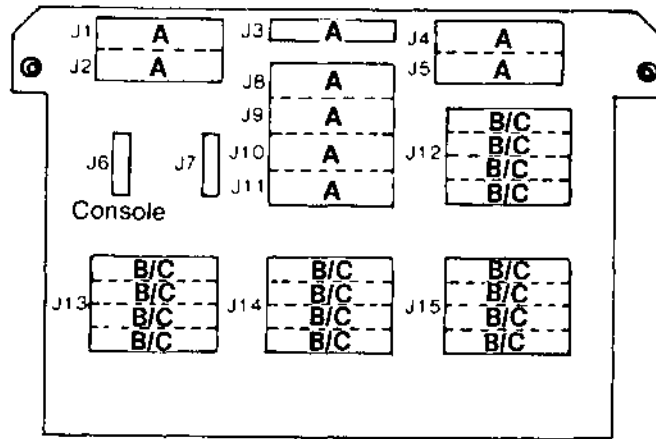 J1 A
J2 A
J3 A
J4 A
J5 A
J8 A
J9 A
J10 A
J11 A
J6
J7
Console
J12
B/C
B/C
B/C
B/C
J13
B/C
B/C
B/C
B/C
J14
B/C
B/C
B/C
B/C
J15
B/C
B/C
B/C
B/C